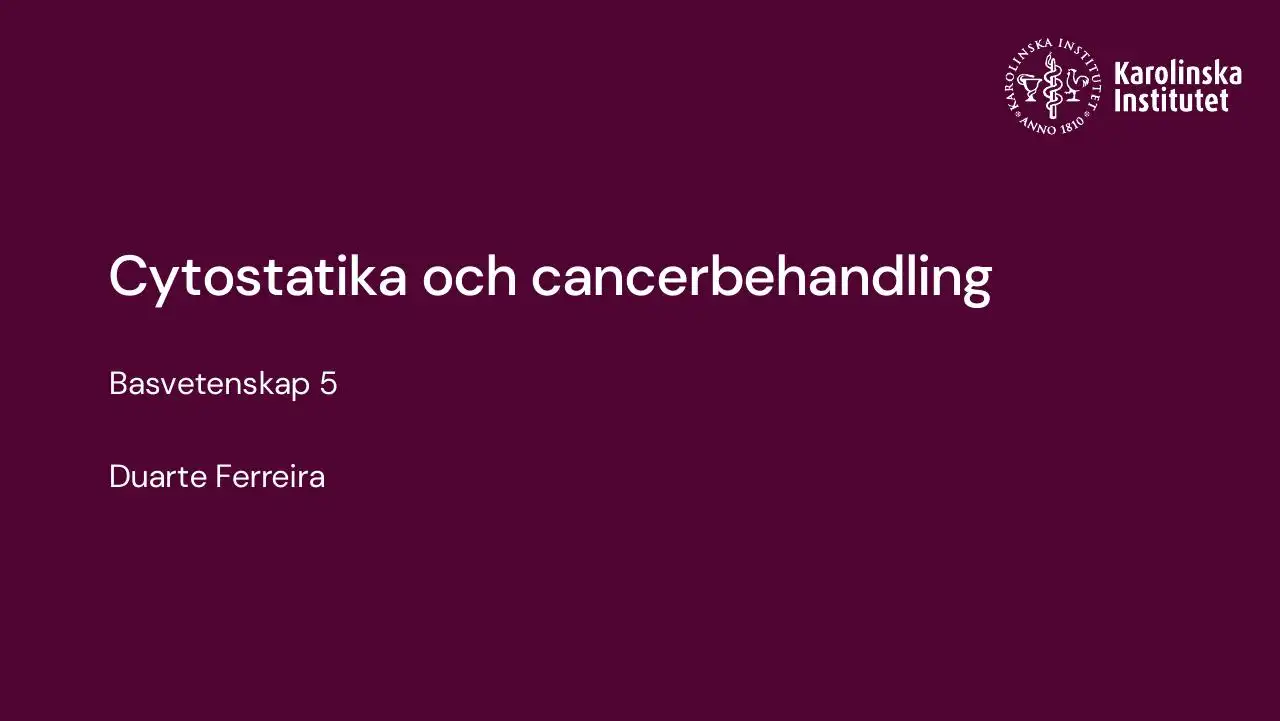 KAROLINSKA INSTITUTET
ANNO 1810
Karolinska
Institutet
Cytostatika och cancerbehandling
Basvetenskap 5
Duarte Ferreira